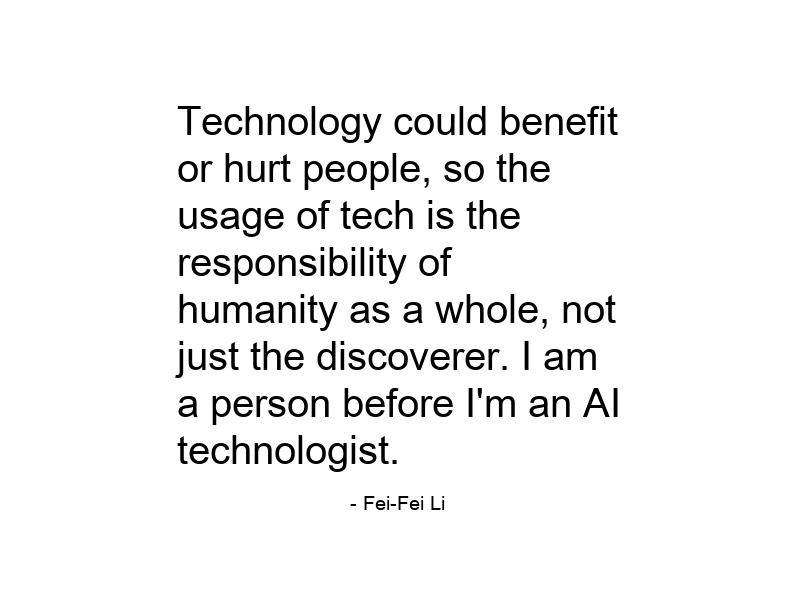 Technology could benefit
or hurt people, so the
usage of tech is the
responsibility of
humanity as a whole, not
just the discoverer. I am
a person before I'm an AI
technologist.
- Fei-Fei Li